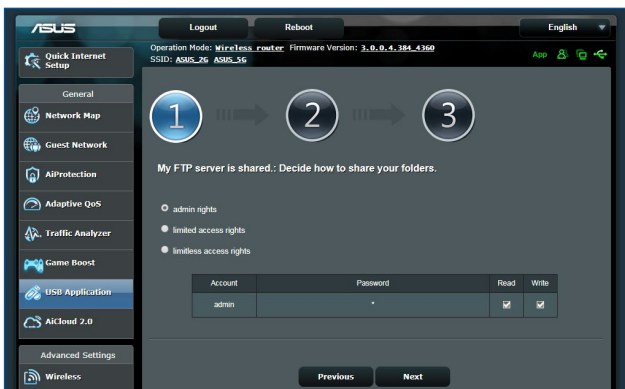 ASUS
Logout
Reboot
English
Operation Mode: Wireless router Firmware Version: 3.0.0.4.384_4360
SSID: ASUS_2G ASUS_5G
App
Quick Internet
Setup
General
Network Map
Guest Network
AiProtection
Adaptive QoS
Traffic Analyzer
Game Boost
USB Application
AiCloud 2.0
Advanced Settings
Wireless
1
2
3
My FTP server is shared.: Decide how to share your folders.
admin rights
limited access rights
limitless access rights
Account Password Read Write
admin *
Previous Next